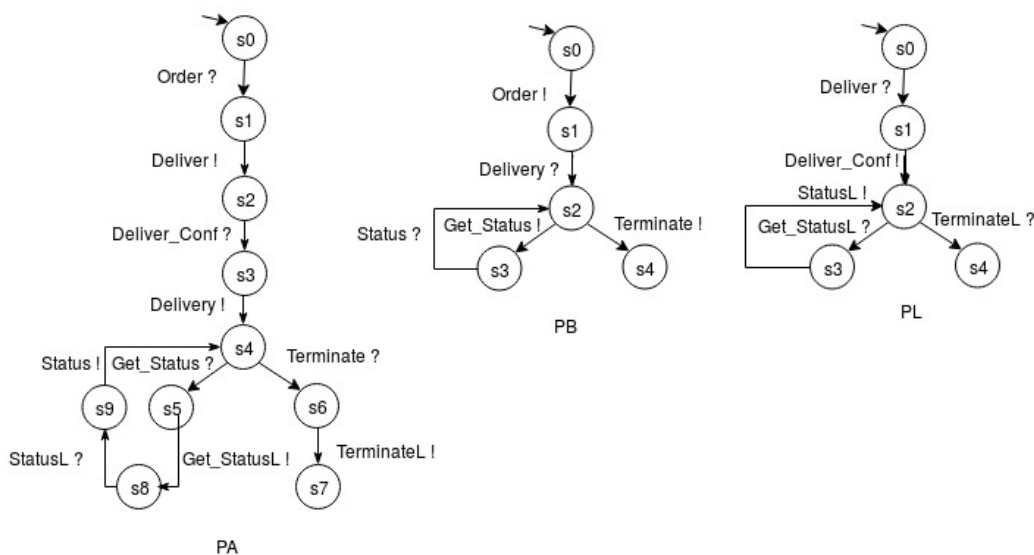 s0
Order ?
s1
Deliver !
s2
Deliver_Conf ?
s3
Delivery !
s4
Status !
Get_Status ?
Terminate ?
s9
s5
s6
StatusL ?
Get_StatusL !
TerminateL !
s8
s7
PA
s0
Order !
s1
Delivery ?
s2
Status ?
Get_Status !
Terminate !
s3
s4
PB
s0
Deliver ?
s1
Deliver_Conf !
StatusL !
s2
Get_StatusL ?
TerminateL ?
s3
s4
PL